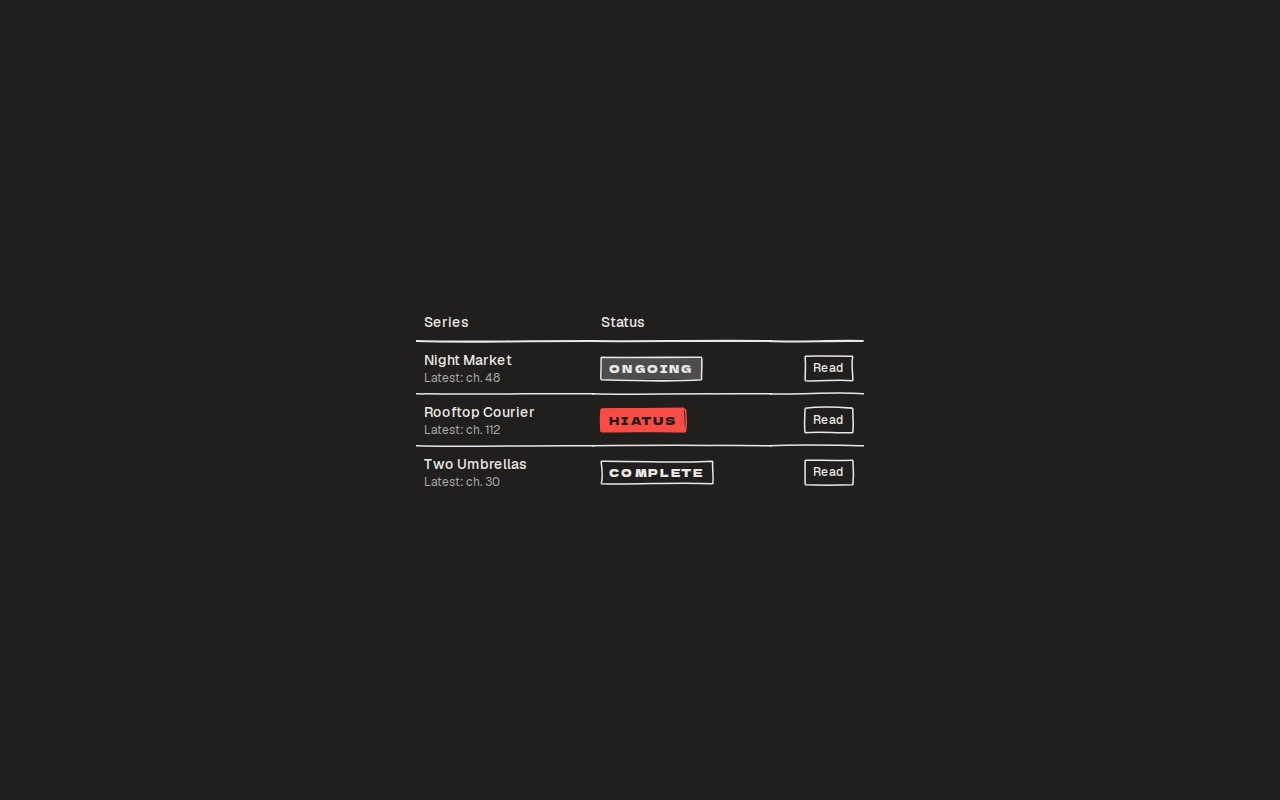 Series Status
Night Market
Latest: ch. 48
ONGOING
Read
Rooftop Courier
Latest: ch. 112
HIATUS
Read
Two Umbrellas
Latest: ch. 30
COMPLETE
Read